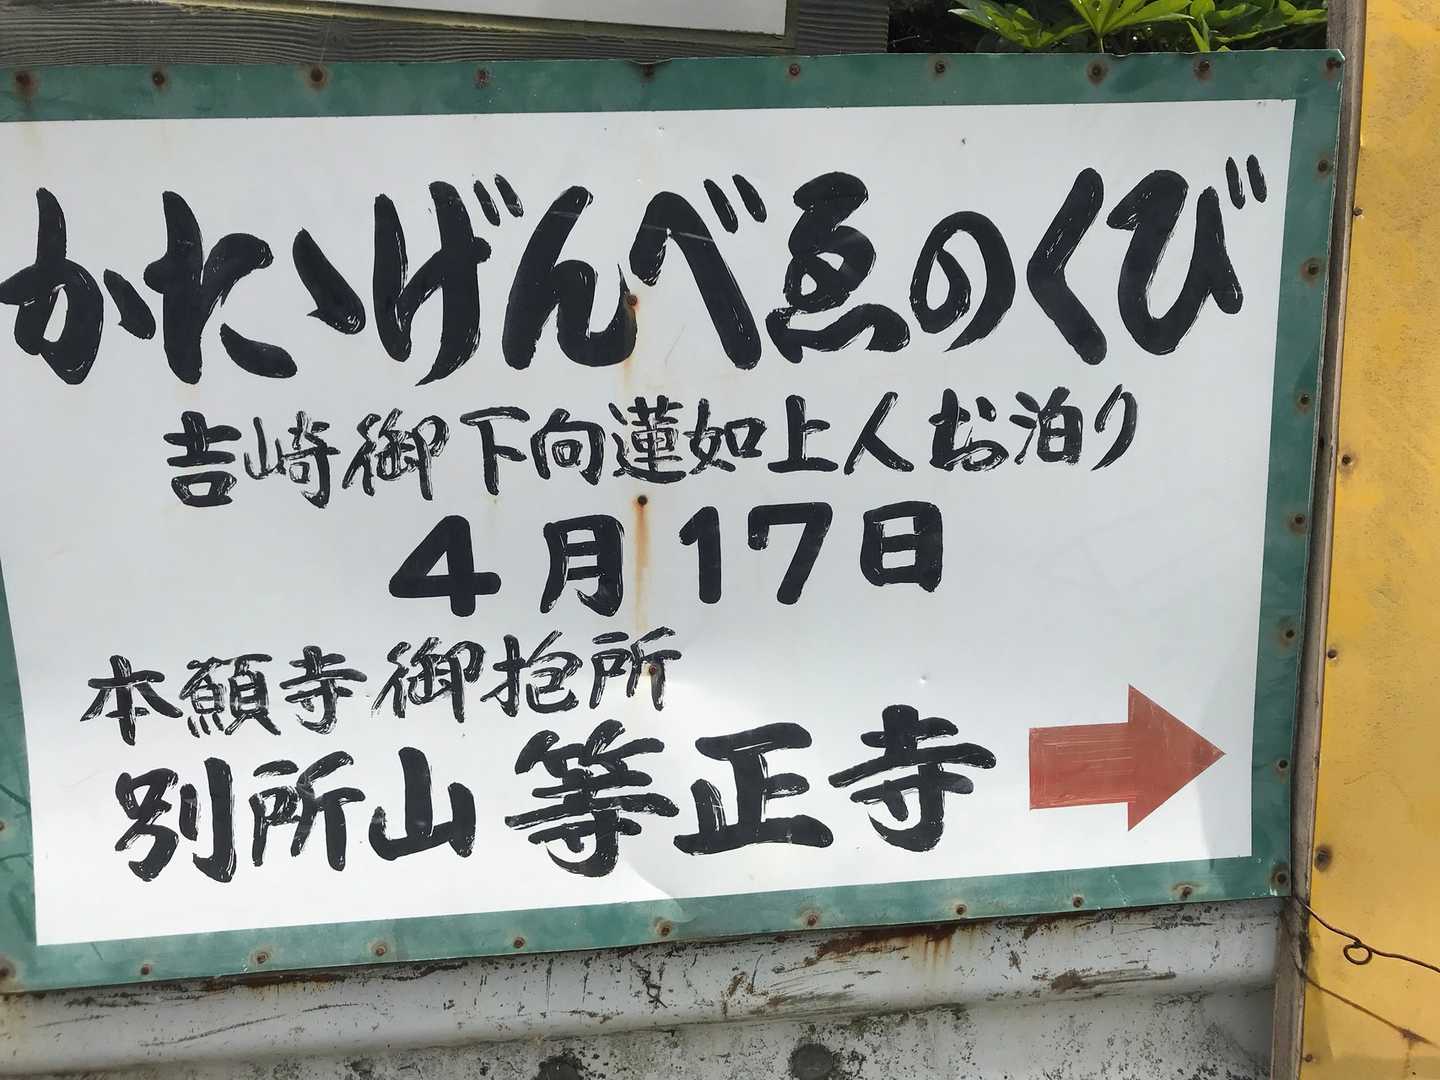 かたゝげんべゑのくび
吉崎御下向蓮如上人お泊り
4月17日
本願寺御抱所
別所山等正寺